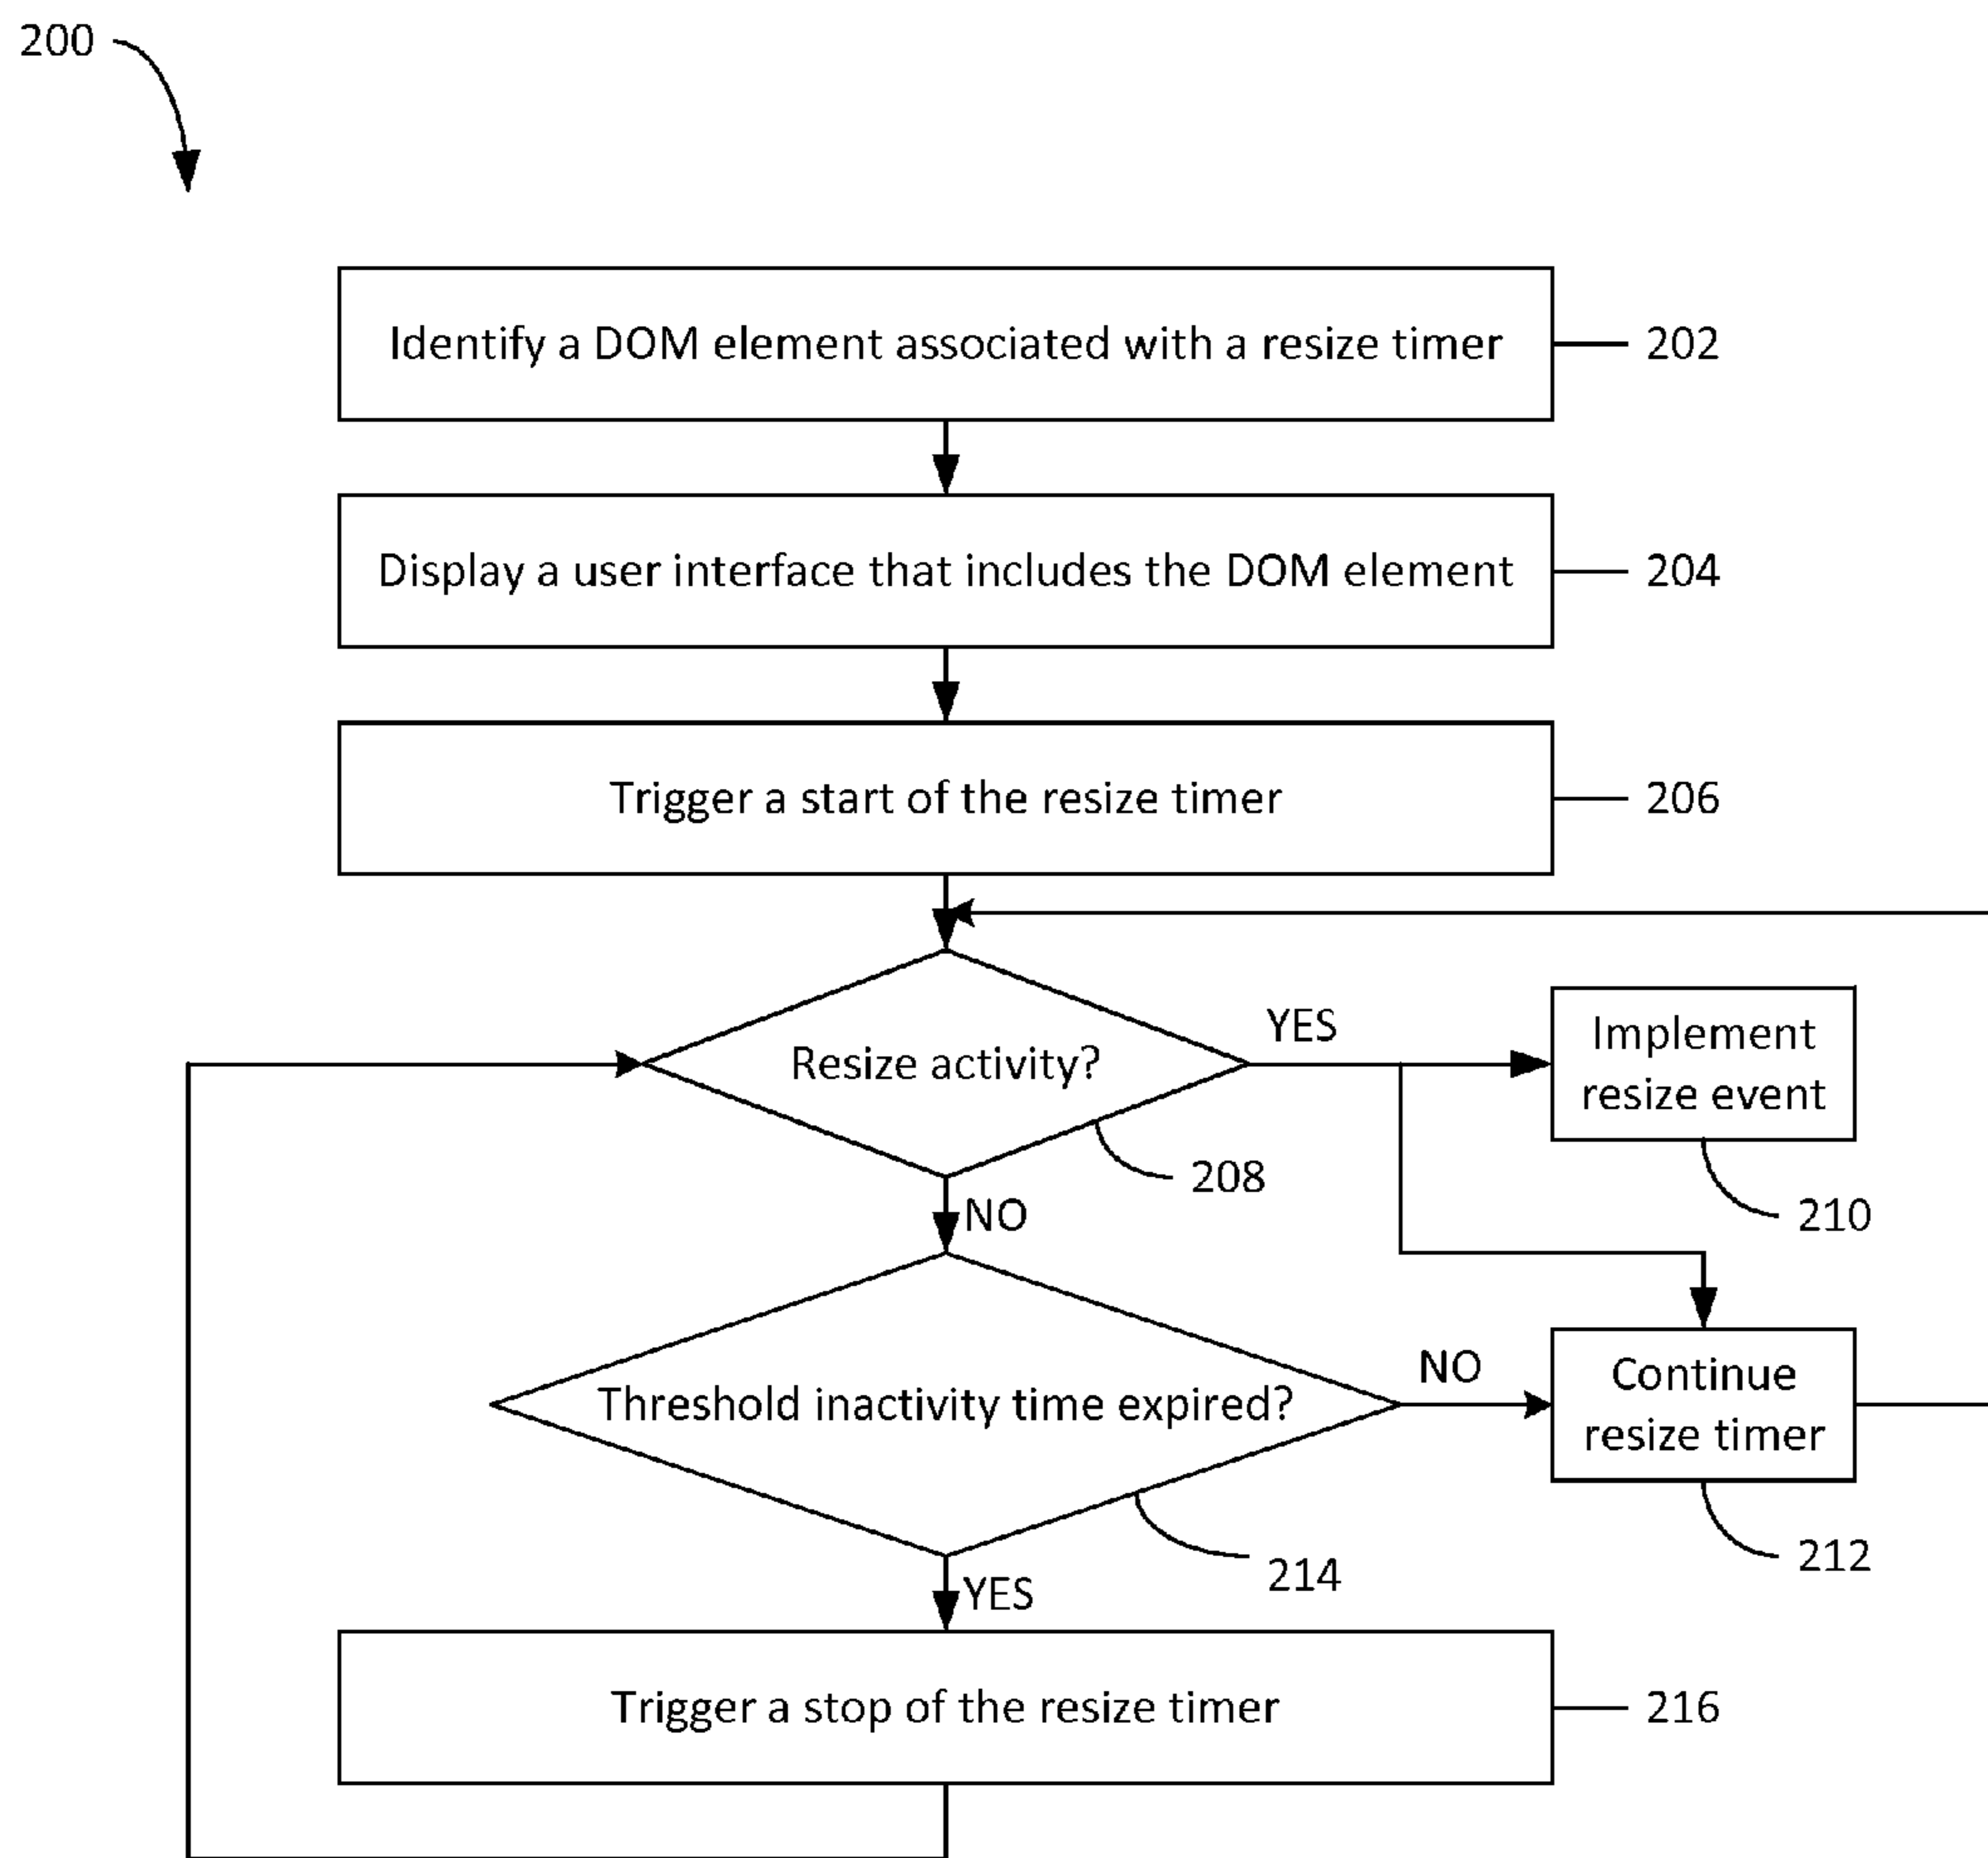 200
Identify a DOM element associated with a resize timer
202
Display a user interface that includes the DOM element
204
Trigger a start of the resize timer
206
Resize activity?
YES
208
NO
Implement
resize event
210
Threshold inactivity time expired?
NO
214
YES
Continue
resize timer
212
Trigger a stop of the resize timer
216